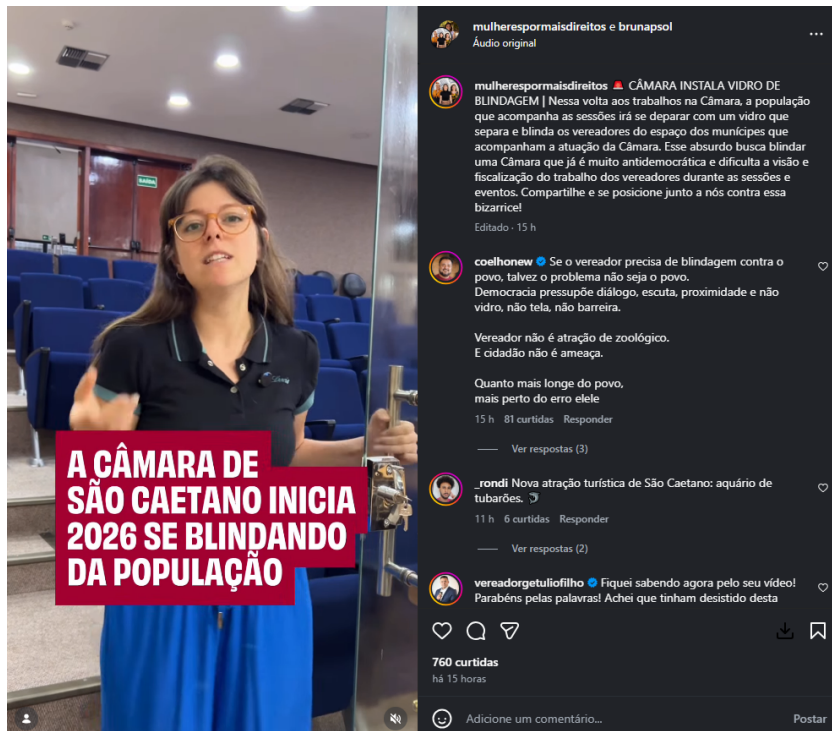 mulherespormaisdireitos e brunapsol
Áudio original
mulherespormaisdireitos 🚨 CÂMARA INSTALA VIDRO DE
BLINDAGEM | Nessa volta aos trabalhos na Câmara, a população
que acompanha as sessões irá se deparar com um vidro que
separa e blinda os vereadores do espaço dos munícipes que
acompanham a atuação da Câmara. Esse absurdo busca blindar
uma Câmara que já é muito antidemocrática e dificulta a visão e
fiscalização do trabalho dos vereadores durante as sessões e
eventos. Compartilhe e se posicione junto a nós contra essa
bizarrice!
Editado · 15 h
coelhonew Se o vereador precisa de blindagem contra o
povo, talvez o problema não seja o povo.
Democracia pressupõe diálogo, escuta, proximidade e não
vidro, não tela, não barreira.
Vereador não é atração de zoológico.
E cidadão não é ameaça.
Quanto mais longe do povo,
mais perto do erro elele
15 h 81 curtidas Responder
Ver respostas (3)
_rondi Nova atração turística de São Caetano: aquário de
tubarões.
11 h 6 curtidas Responder
Ver respostas (2)
vereadorgetuliofilho Fiquei sabendo agora pelo seu vídeo!
Parabéns pelas palavras! Achei que tinham desistido desta
760 curtidas
há 15 horas
Adicione um comentário...
Postar
SAÍDA
A CÂMARA DE
SÃO CAETANO INICIA
2026 SE BLINDANDO
DA POPULAÇÃO